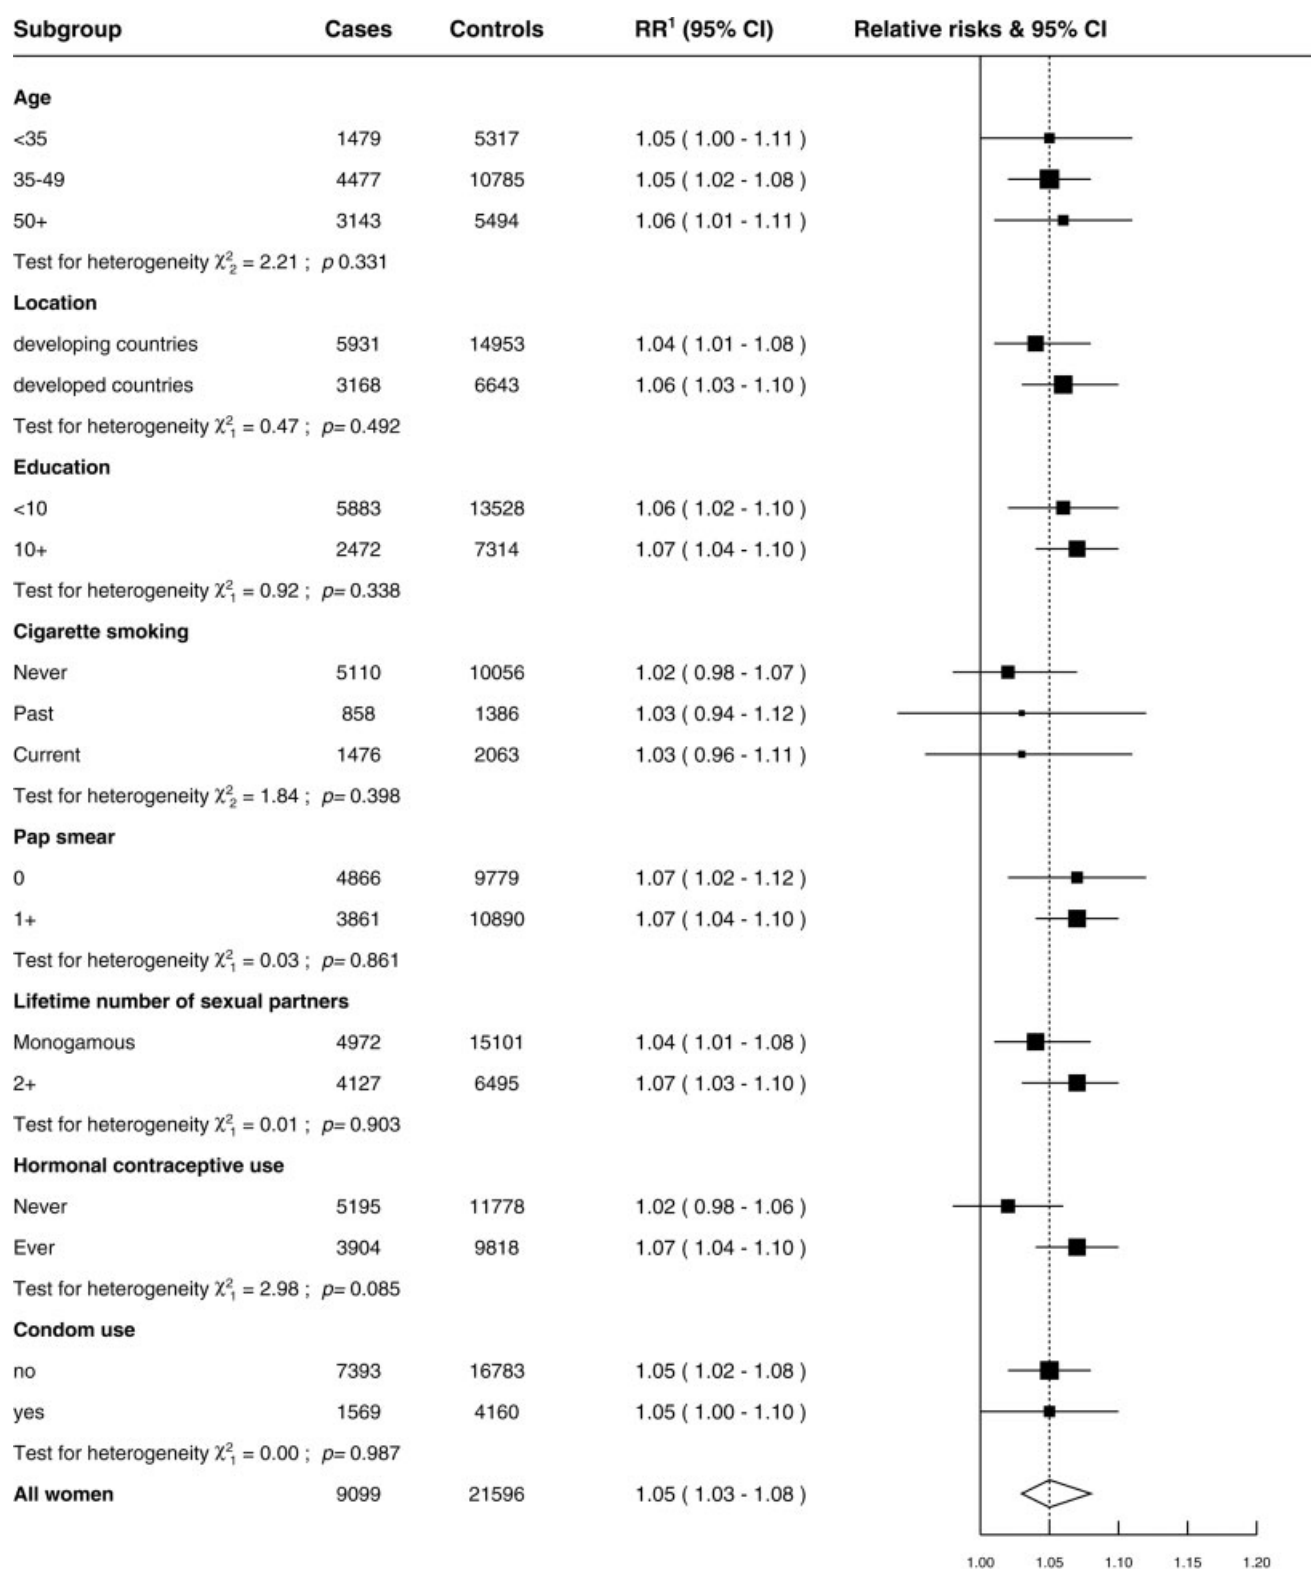 Subgroup Cases Controls RR¹ (95% CI) Relative risks & 95% CI
Age
<35 1479 5317 1.05 ( 1.00 - 1.11 )
35-49 4477 10785 1.05 ( 1.02 - 1.08 )
50+ 3143 5494 1.06 ( 1.01 - 1.11 )
Test for heterogeneity χ²₂ = 2.21 ; p 0.331
Location
developing countries 5931 14953 1.04 ( 1.01 - 1.08 )
developed countries 3168 6643 1.06 ( 1.03 - 1.10 )
Test for heterogeneity χ²₁ = 0.47 ; p= 0.492
Education
<10 5883 13528 1.06 ( 1.02 - 1.10 )
10+ 2472 7314 1.07 ( 1.04 - 1.10 )
Test for heterogeneity χ²₁ = 0.92 ; p= 0.338
Cigarette smoking
Never 5110 10056 1.02 ( 0.98 - 1.07 )
Past 858 1386 1.03 ( 0.94 - 1.12 )
Current 1476 2063 1.03 ( 0.96 - 1.11 )
Test for heterogeneity χ²₂ = 1.84 ; p= 0.398
Pap smear
0 4866 9779 1.07 ( 1.02 - 1.12 )
1+ 3861 10890 1.07 ( 1.04 - 1.10 )
Test for heterogeneity χ²₁ = 0.03 ; p= 0.861
Lifetime number of sexual partners
Monogamous 4972 15101 1.04 ( 1.01 - 1.08 )
2+ 4127 6495 1.07 ( 1.03 - 1.10 )
Test for heterogeneity χ²₁ = 0.01 ; p= 0.903
Hormonal contraceptive use
Never 5195 11778 1.02 ( 0.98 - 1.06 )
Ever 3904 9818 1.07 ( 1.04 - 1.10 )
Test for heterogeneity χ²₁ = 2.98 ; p= 0.085
Condom use
no 7393 16783 1.05 ( 1.02 - 1.08 )
yes 1569 4160 1.05 ( 1.00 - 1.10 )
Test for heterogeneity χ²₁ = 0.00 ; p= 0.987
All women 9099 21596 1.05 ( 1.03 - 1.08 )
1.00 1.05 1.10 1.15 1.20